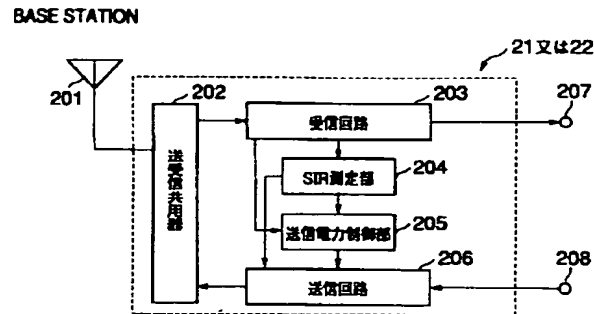 BASE STATION
21又は22
201
202
203
207
送受信共用器
受信回路
SIR測定部
204
送信電力制御部
205
206
208
送信回路